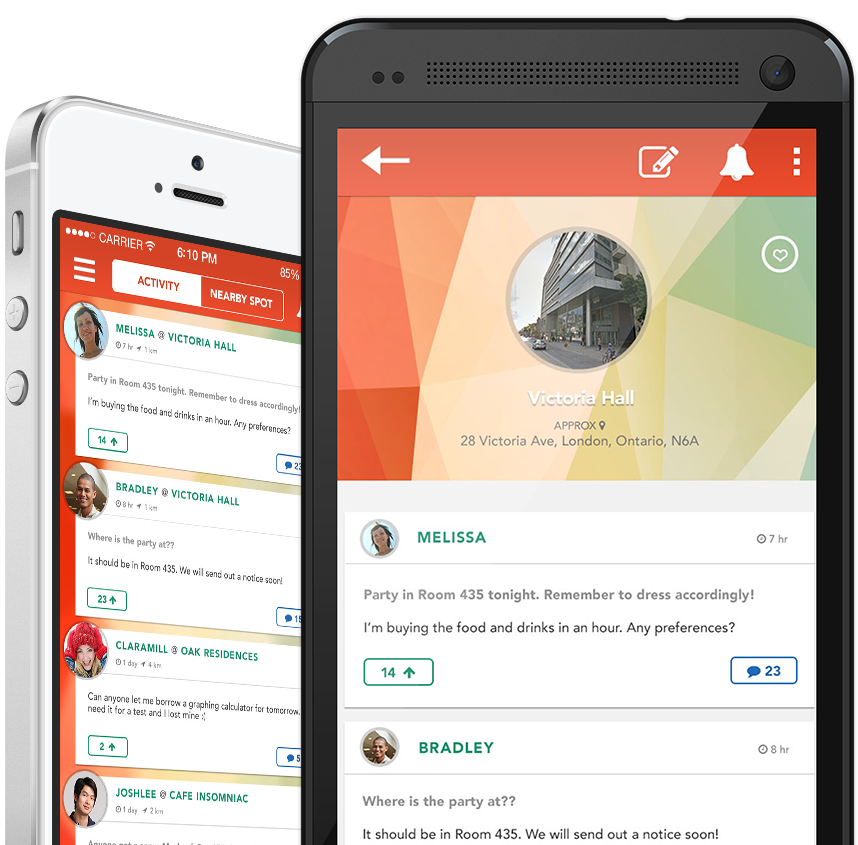 CARRIER
6:10 PM
85%
ACTIVITY
NEARBY SPOT
MELISSA @ VICTORIA HALL
7 hr 1 km
Party in Room 435 tonight. Remember to dress accordingly!
I'm buying the food and drinks in an hour. Any preferences?
14
23
BRADLEY @ VICTORIA HALL
8 hr 1 km
Where is the party at??
It should be in Room 435. We will send out a notice soon!
23
15
CLARAMILL @ OAK RESIDENCES
1 day 4 km
Can anyone let me borrow a graphing calculator for tomorrow.
need it for a test and I lost mine :(
2
5
JOSHLEE @ CAFE INSOMNIAC
1 day 2 km
Victoria Hall
APPROX
28 Victoria Ave, London, Ontario, N6A
MELISSA
7 hr
Party in Room 435 tonight. Remember to dress accordingly!
I'm buying the food and drinks in an hour. Any preferences?
14
23
BRADLEY
8 hr
Where is the party at??
It should be in Room 435. We will send out a notice soon!